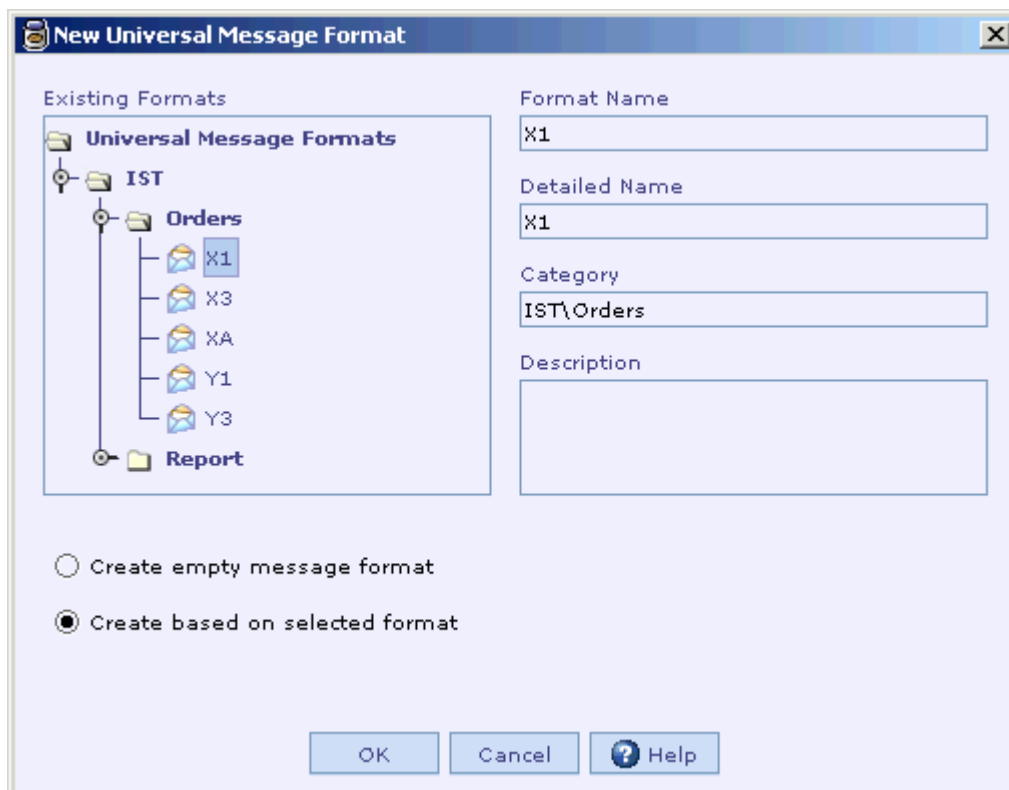 New Universal Message Format
Existing Formats
Universal Message Formats
IST
Orders
X1
X3
XA
Y1
Y3
Report
Format Name
X1
Detailed Name
X1
Category
IST\Orders
Description
Create empty message format
Create based on selected format
OK
Cancel
? Help